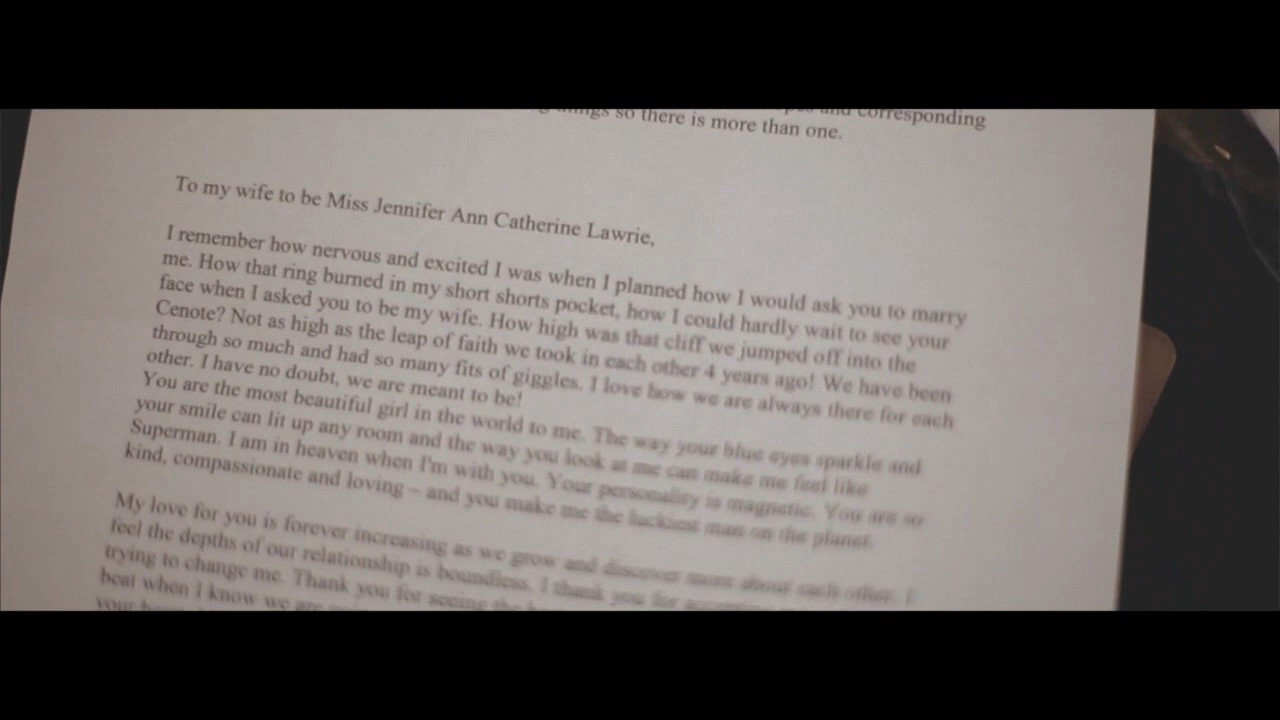 things so there is more than one.
and corresponding
To my wife to be Miss Jennifer Ann Catherine Lawrie,
I remember how nervous and excited I was when I planned how I would ask you to marry
me. How that ring burned in my short shorts pocket, how I could hardly wait to see your
face when I asked you to be my wife. How high was that cliff we jumped off into the
Cenote? Not as high as the leap of faith we took in each other 4 years ago! We have been
through so much and had so many fits of giggles. I love how we are always there for each
other. I have no doubt, we are meant to be!
You are the most beautiful girl in the world to me. The way your blue eyes sparkle and
your smile can lit up any room and the way you look at me can make me feel like
Superman. I am in heaven when I'm with you. Your personality is magnetic. You are so
kind, compassionate and loving – and you make me the luckiest man on the planet.
My love for you is forever increasing as we grow and discover more about each other. I
feel the depths of our relationship is boundless. I thank you for
trying to change me. Thank you for seeing the
beat when I know we are
your